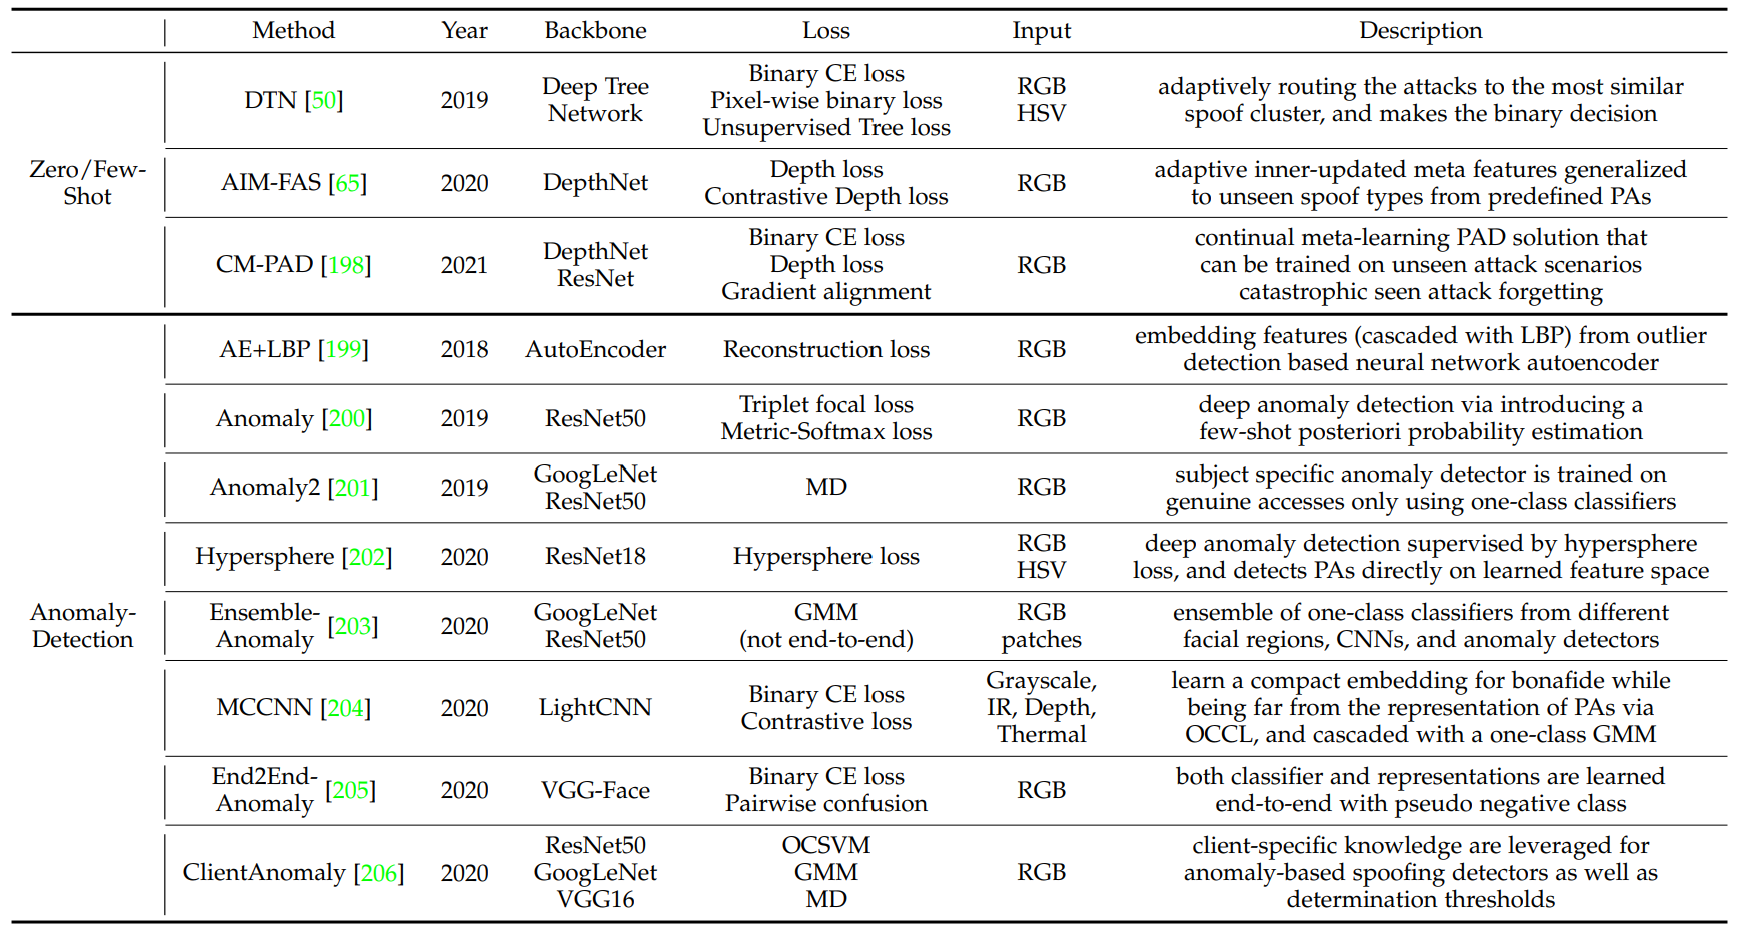 Method Year Backbone Loss Input Description
Zero/Few-
Shot
DTN [50] 2019 Deep Tree
Network
Binary CE loss
Pixel-wise binary loss
Unsupervised Tree loss
RGB
HSV
adaptively routing the attacks to the most similar
spoof cluster, and makes the binary decision
AIM-FAS [65] 2020 DepthNet
Depth loss
Contrastive Depth loss
RGB
adaptive inner-updated meta features generalized
to unseen spoof types from predefined PAs
CM-PAD [198] 2021
DepthNet
ResNet
Binary CE loss
Depth loss
Gradient alignment
RGB
continual meta-learning PAD solution that
can be trained on unseen attack scenarios
catastrophic seen attack forgetting
Anomaly-
Detection
AE+LBP [199] 2018 AutoEncoder Reconstruction loss RGB
embedding features (cascaded with LBP) from outlier
detection based neural network autoencoder
Anomaly [200] 2019 ResNet50
Triplet focal loss
Metric-Softmax loss
RGB
deep anomaly detection via introducing a
few-shot posteriori probability estimation
Anomaly2 [201] 2019
GoogLeNet
ResNet50
MD RGB
subject specific anomaly detector is trained on
genuine accesses only using one-class classifiers
Hypersphere [202] 2020 ResNet18 Hypersphere loss
RGB
HSV
deep anomaly detection supervised by hypersphere
loss, and detects PAs directly on learned feature space
Ensemble-
Anomaly [203] 2020
GoogLeNet
ResNet50
GMM
(not end-to-end)
RGB
patches
ensemble of one-class classifiers from different
facial regions, CNNs, and anomaly detectors
MCCNN [204] 2020 LightCNN
Binary CE loss
Contrastive loss
Grayscale,
IR, Depth,
Thermal
learn a compact embedding for bonafide while
being far from the representation of PAs via
OCCL, and cascaded with a one-class GMM
End2End-
Anomaly [205] 2020 VGG-Face
Binary CE loss
Pairwise confusion
RGB
both classifier and representations are learned
end-to-end with pseudo negative class
ClientAnomaly [206] 2020
ResNet50
GoogLeNet
VGG16
OCSVM
GMM
MD
RGB
client-specific knowledge are leveraged for
anomaly-based spoofing detectors as well as
determination thresholds